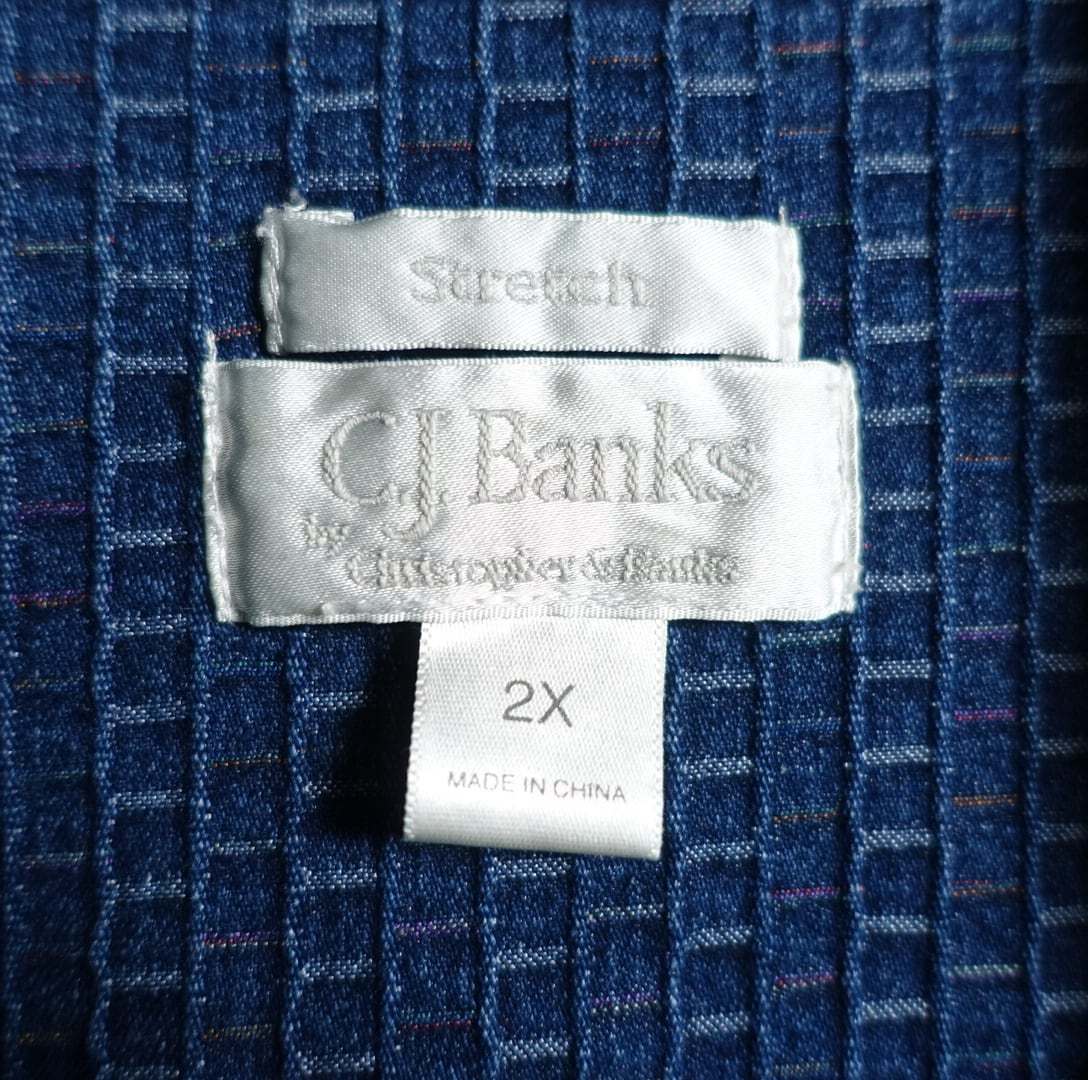 Stretch
CJ Banks
by
Christopher & Banks
2X
MADE IN CHINA